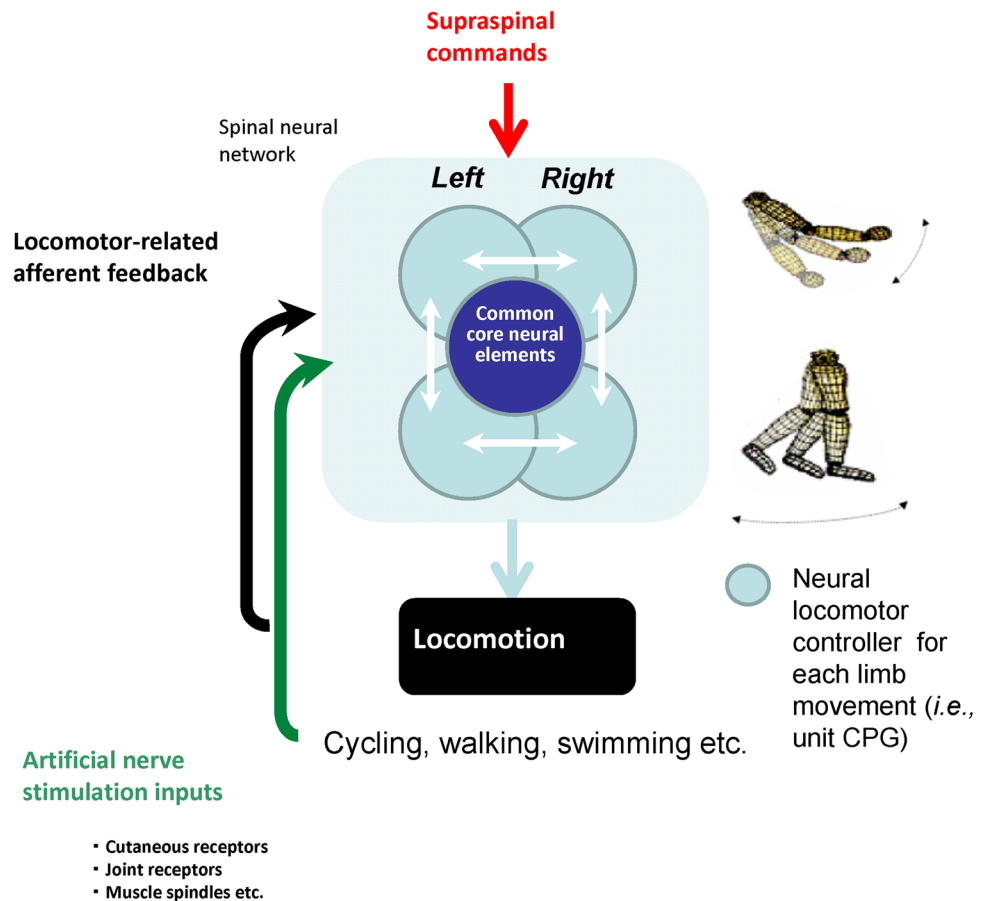 Supraspinal
commands
Spinal neural
network
Left Right
Locomotor-related
afferent feedback
Common
core neural
elements
Locomotion
Neural
locomotor
controller for
each limb
movement (i.e.,
unit CPG)
Cycling, walking, swimming etc.
Artificial nerve
stimulation inputs
・Cutaneous receptors
・Joint receptors
・Muscle spindles etc.